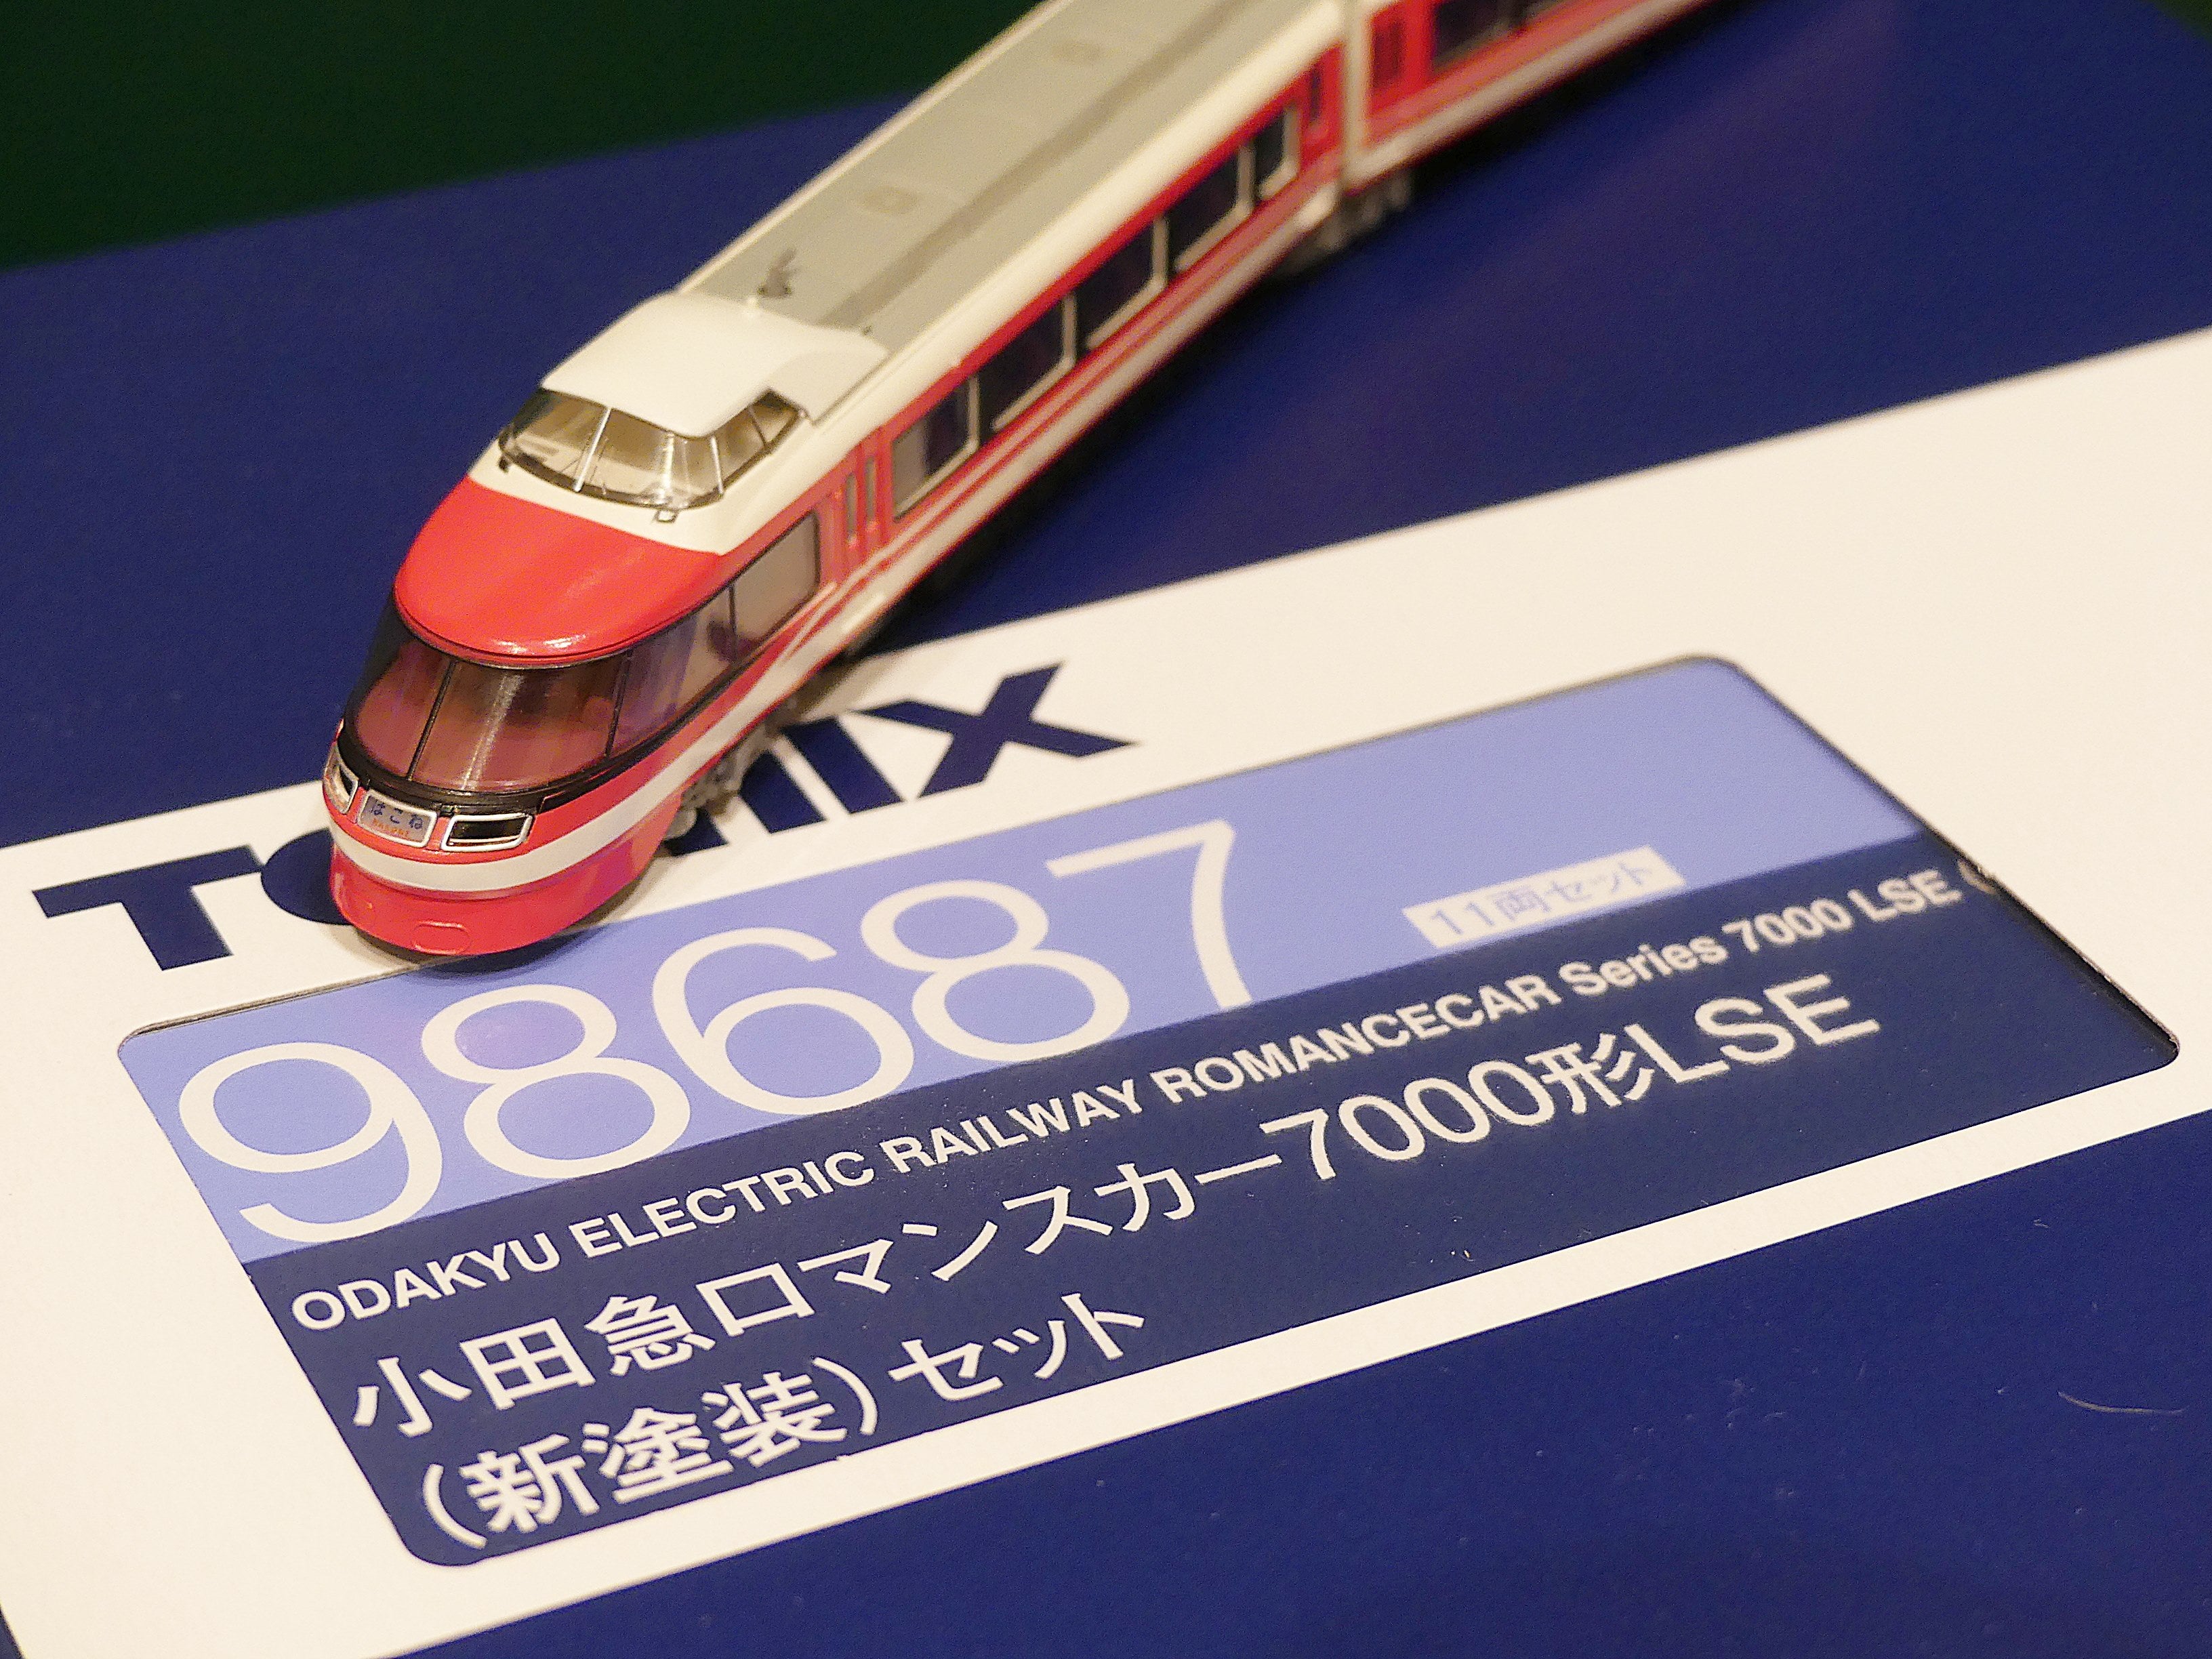 はこね
TOMIX
98687
11両セット
ODAKYU ELECTRIC RAILWAY ROMANCECAR Series 7000 LSE
小田急ロマンスカー7000形LSE
(新塗装)セット